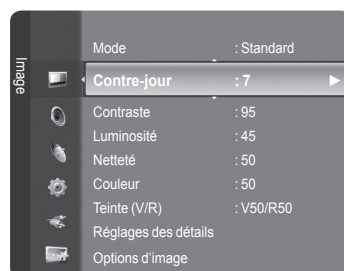 Image
Mode : Standard
Contre-jour : 7
Contraste : 95
Luminosité : 45
Netteté : 50
Couleur : 50
Teinte (V/R) : V50/R50
Réglages des détails
Options d'image